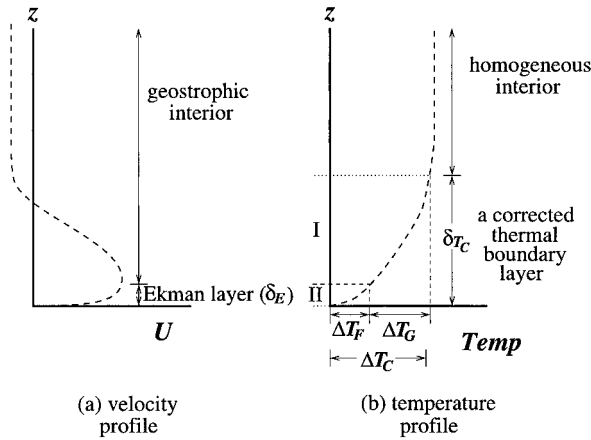 z
geostrophic
interior
Ekman layer (δ_E)
U
(a) velocity
profile
z
homogeneous
interior
I
δ_{T_C}
a corrected
thermal
boundary
layer
II
ΔT_F
ΔT_G
ΔT_C
Temp
(b) temperature
profile